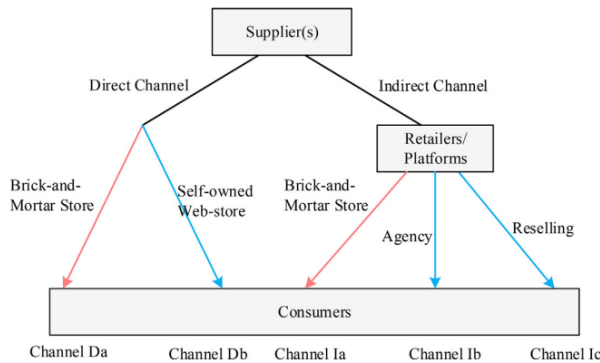 Supplier(s)
Direct Channel
Indirect Channel
Retailers/
Platforms
Brick-and-
Mortar Store
Self-owned
Web-store
Brick-and-
Mortar Store
Agency
Reselling
Consumers
Channel Da
Channel Db
Channel Ia
Channel Ib
Channel Ic